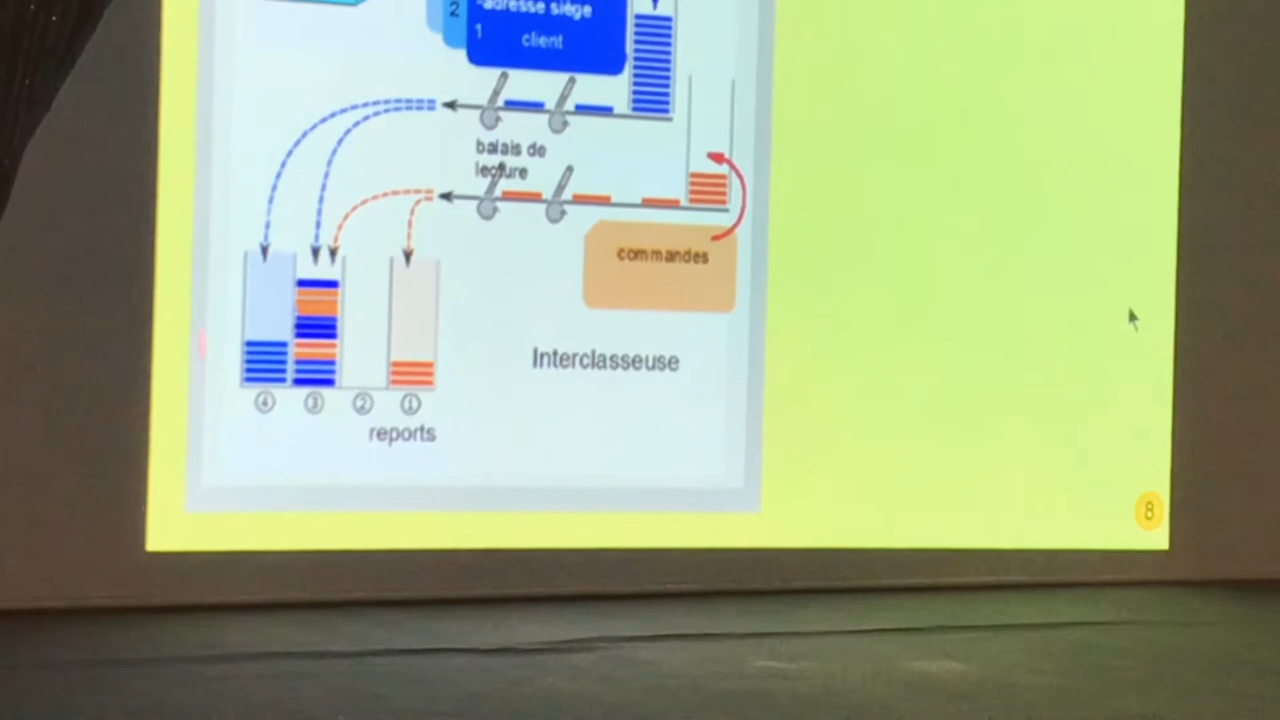 2
-adresse siège
1
client
balais de
lecture
commandes
Interclasseuse
④ ③ ② ①
reports
8